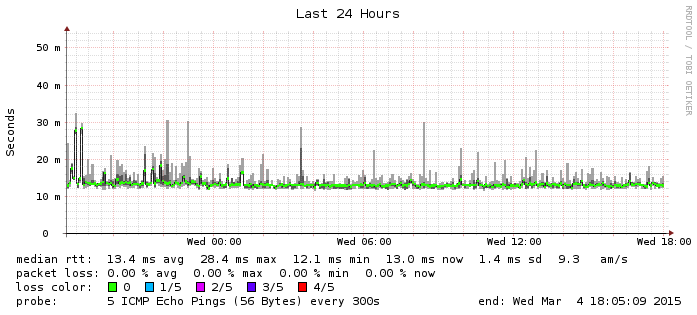 Last 24 Hours
RRDTOOL / TOBI OETIKER
Seconds
50 m
40 m
30 m
20 m
10 m
0
Wed 00:00 Wed 06:00 Wed 12:00 Wed 18:00
median rtt: 13.4 ms avg 28.4 ms max 12.1 ms min 13.0 ms now 1.4 ms sd 9.3 am/s
packet loss: 0.00 % avg 0.00 % max 0.00 % min 0.00 % now
loss color: 0 1/5 2/5 3/5 4/5
probe: 5 ICMP Echo Pings (56 Bytes) every 300s end: Wed Mar 4 18:05:09 2015